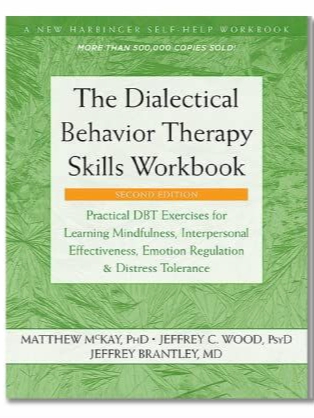 A NEW HARBINGER SELF-HELP WORKBOOK
MORE THAN 500,000 COPIES SOLD!
The Dialectical
Behavior Therapy
Skills Workbook
SECOND EDITION
Practical DBT Exercises for
Learning Mindfulness, Interpersonal
Effectiveness, Emotion Regulation
& Distress Tolerance
MATTHEW McKAY, PhD • JEFFREY C. WOOD, PsyD
JEFFREY BRANTLEY, MD